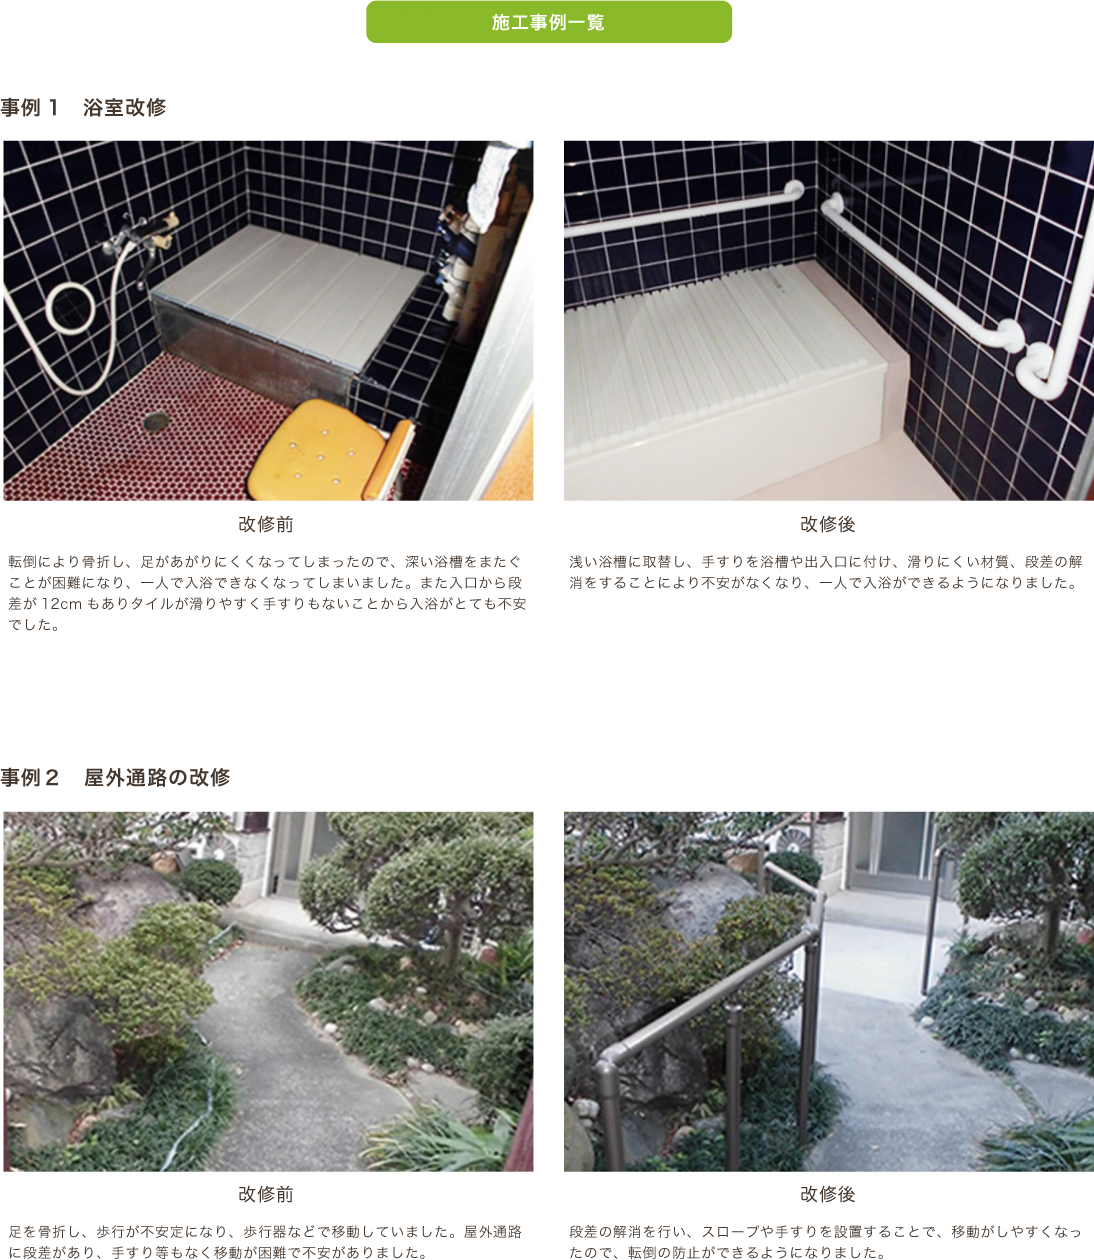 施工事例一覧
事例1　浴室改修
改修前
転倒により骨折し、足があがりにくくなってしまったので、深い浴槽をまたぐ
ことが困難になり、一人で入浴できなくなってしまいました。また入口から段
差が 12cm もありタイルが滑りやすく手すりもないことから入浴がとても不安
でした。
改修後
浅い浴槽に取替し、手すりを浴槽や出入口に付け、滑りにくい材質、段差の解
消をすることにより不安がなくなり、一人で入浴ができるようになりました。
事例２　屋外通路の改修
改修前
足を骨折し、歩行が不安定になり、歩行器などで移動していました。屋外通路
に段差があり、手すり等もなく移動が困難で不安がありました。
改修後
段差の解消を行い、スロープや手すりを設置することで、移動がしやすくなっ
たので、転倒の防止ができるようになりました。